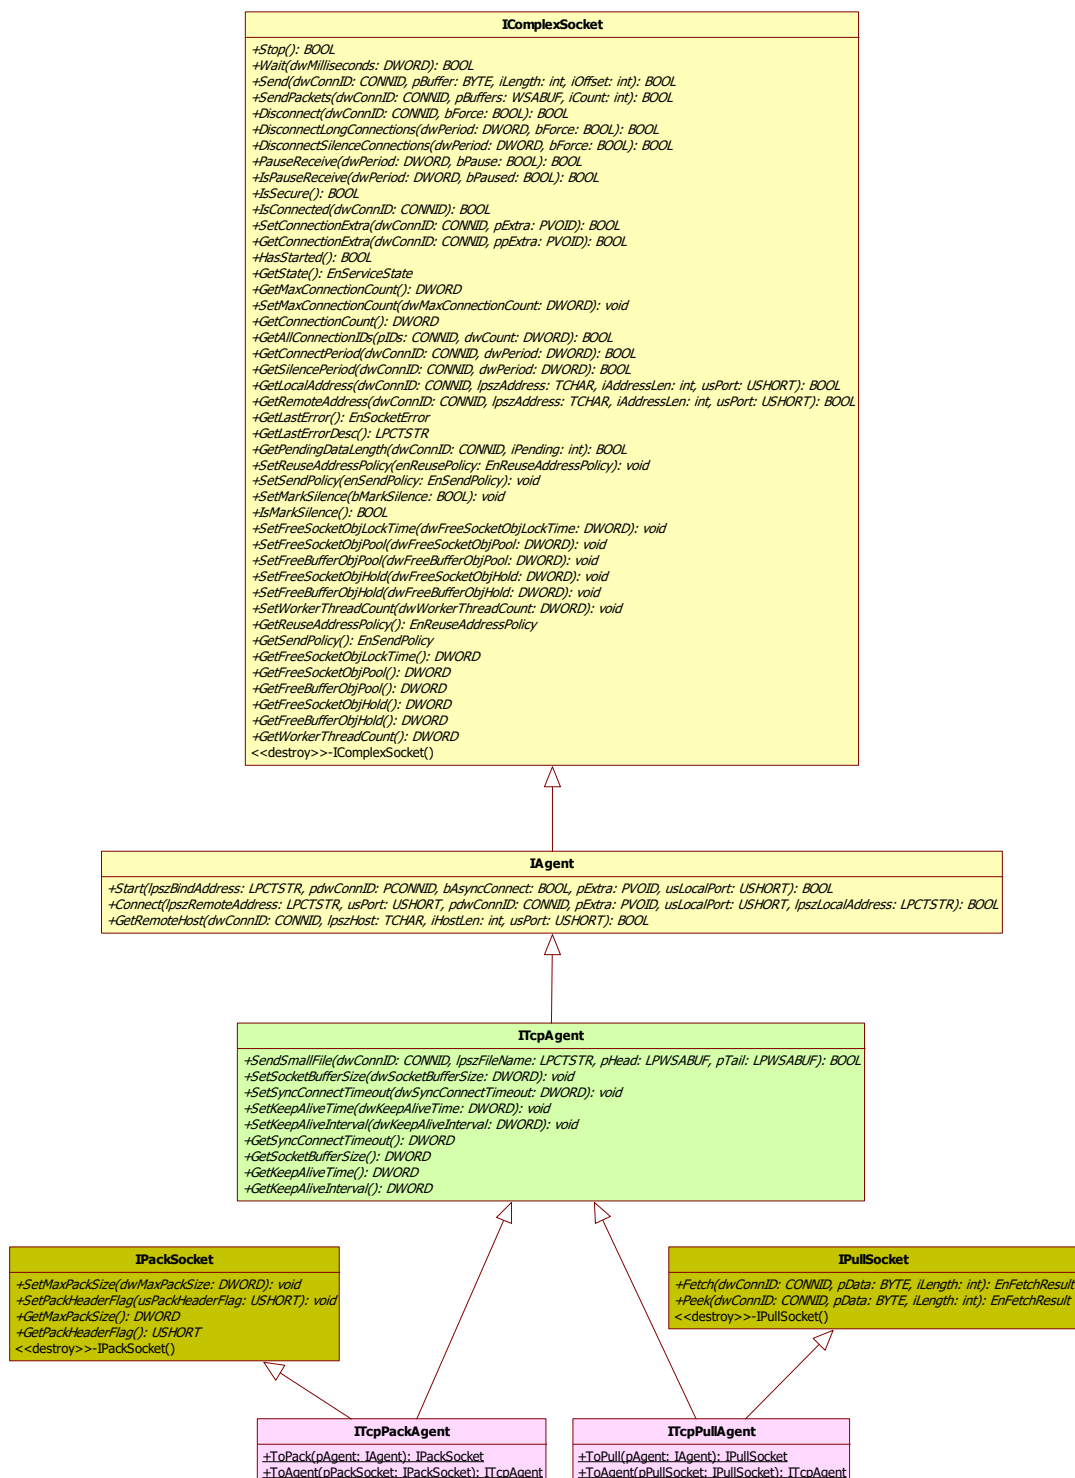 IComplexSocket
+Stop(): BOOL
+Wait(dwMilliseconds: DWORD): BOOL
+Send(dwConnID: CONNID, pBuffer: BYTE, iLength: int, iOffset: int): BOOL
+SendPackets(dwConnID: CONNID, pBuffers: WSABUF, iCount: int): BOOL
+Disconnect(dwConnID: CONNID, bForce: BOOL): BOOL
+DisconnectLongConnections(dwPeriod: DWORD, bForce: BOOL): BOOL
+DisconnectSilenceConnections(dwPeriod: DWORD, bForce: BOOL): BOOL
+PauseReceive(dwPeriod: DWORD, bPause: BOOL): BOOL
+IsPauseReceive(dwPeriod: DWORD, bPaused: BOOL): BOOL
+IsSecure(): BOOL
+IsConnected(dwConnID: CONNID): BOOL
+SetConnectionExtra(dwConnID: CONNID, pExtra: PVOID): BOOL
+GetConnectionExtra(dwConnID: CONNID, ppExtra: PVOID): BOOL
+HasStarted(): BOOL
+GetState(): EnServiceState
+GetMaxConnectionCount(): DWORD
+SetMaxConnectionCount(dwMaxConnectionCount: DWORD): void
+GetConnectionCount(): DWORD
+GetAllConnectionIDs(pIDs: CONNID, dwCount: DWORD): BOOL
+GetConnectPeriod(dwConnID: CONNID, dwPeriod: DWORD): BOOL
+GetSilencePeriod(dwConnID: CONNID, dwPeriod: DWORD): BOOL
+GetLocalAddress(dwConnID: CONNID, lpszAddress: TCHAR, iAddressLen: int, usPort: USHORT): BOOL
+GetRemoteAddress(dwConnID: CONNID, lpszAddress: TCHAR, iAddressLen: int, usPort: USHORT): BOOL
+GetLastError(): EnSocketError
+GetLastErrorDesc(): LPCTSTR
+GetPendingDataLength(dwConnID: CONNID, iPending: int): BOOL
+SetReuseAddressPolicy(enReusePolicy: EnReuseAddressPolicy): void
+SetSendPolicy(enSendPolicy: EnSendPolicy): void
+SetMarkSilence(bMarkSilence: BOOL): void
+IsMarkSilence(): BOOL
+SetFreeSocketObjLockTime(dwFreeSocketObjLockTime: DWORD): void
+SetFreeSocketObjPool(dwFreeSocketObjPool: DWORD): void
+SetFreeBufferObjPool(dwFreeBufferObjPool: DWORD): void
+SetFreeSocketObjHold(dwFreeSocketObjHold: DWORD): void
+SetFreeBufferObjHold(dwFreeBufferObjHold: DWORD): void
+SetWorkerThreadCount(dwWorkerThreadCount: DWORD): void
+GetReuseAddressPolicy(): EnReuseAddressPolicy
+GetSendPolicy(): EnSendPolicy
+GetFreeSocketObjLockTime(): DWORD
+GetFreeSocketObjPool(): DWORD
+GetFreeBufferObjPool(): DWORD
+GetFreeSocketObjHold(): DWORD
+GetFreeBufferObjHold(): DWORD
+GetWorkerThreadCount(): DWORD
<<destroy>>-IComplexSocket()
IAgent
+Start(lpszBindAddress: LPCTSTR, pdwConnID: PCONNID, bAsyncConnect: BOOL, pExtra: PVOID, usLocalPort: USHORT): BOOL
+Connect(lpszRemoteAddress: LPCTSTR, usPort: USHORT, pdwConnID: CONNID, pExtra: PVOID, usLocalPort: USHORT, lpszLocalAddress: LPCTSTR): BOOL
+GetRemoteHost(dwConnID: CONNID, lpszHost: TCHAR, iHostLen: int, usPort: USHORT): BOOL
ITcpAgent
+SendSmallFile(dwConnID: CONNID, lpszFileName: LPCTSTR, pHead: LPWSABUF, pTail: LPWSABUF): BOOL
+SetSocketBufferSize(dwSocketBufferSize: DWORD): void
+SetSyncConnectTimeout(dwSyncConnectTimeout: DWORD): void
+SetKeepAliveTime(dwKeepAliveTime: DWORD): void
+SetKeepAliveInterval(dwKeepAliveInterval: DWORD): void
+GetSyncConnectTimeout(): DWORD
+GetSocketBufferSize(): DWORD
+GetKeepAliveTime(): DWORD
+GetKeepAliveInterval(): DWORD
IPackSocket
+SetMaxPackSize(dwMaxPackSize: DWORD): void
+SetPackHeaderFlag(usPackHeaderFlag: USHORT): void
+GetMaxPackSize(): DWORD
+GetPackHeaderFlag(): USHORT
<<destroy>>-IPackSocket()
IPullSocket
+Fetch(dwConnID: CONNID, pData: BYTE, iLength: int): EnFetchResult
+Peek(dwConnID: CONNID, pData: BYTE, iLength: int): EnFetchResult
<<destroy>>-IPullSocket()
ITcpPackAgent
+ToPack(pAgent: IAgent): IPackSocket
+ToAgent(pPackSocket: IPackSocket): ITcpAgent
ITcpPullAgent
+ToPull(pAgent: IAgent): IPullSocket
+ToAgent(pPullSocket: IPullSocket): ITcpAgent